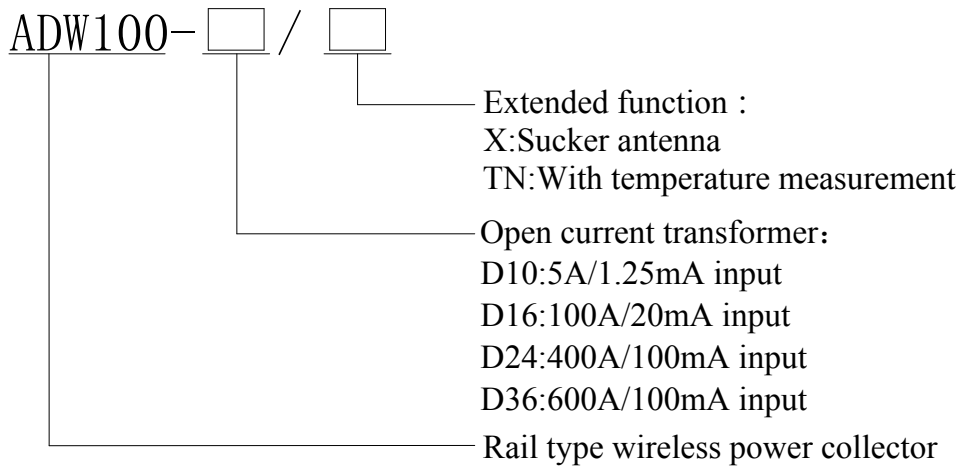 ADW100-□/ □
Extended function：
X:Sucker antenna
TN:With temperature measurement
Open current transformer：
D10:5A/1.25mA input
D16:100A/20mA input
D24:400A/100mA input
D36:600A/100mA input
Rail type wireless power collector